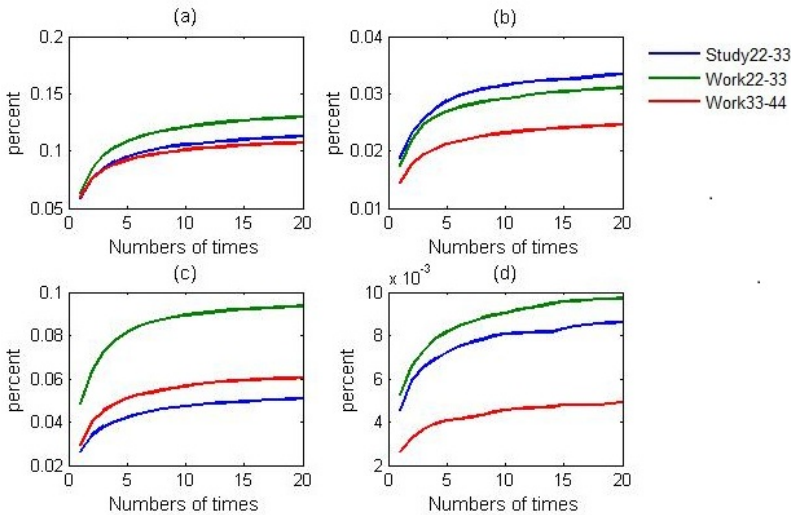 (a)
0.2
0.15
0.1
0.05
percent
0 5 10 15 20
Numbers of times
(b)
0.04
0.03
0.02
0.01
percent
0 5 10 15 20
Numbers of times
Study22-33
Work22-33
Work33-44
(c)
0.1
0.08
0.06
0.04
0.02
percent
0 5 10 15 20
Numbers of times
(d)
x 10⁻³
10
8
6
4
2
percent
0 5 10 15 20
Numbers of times